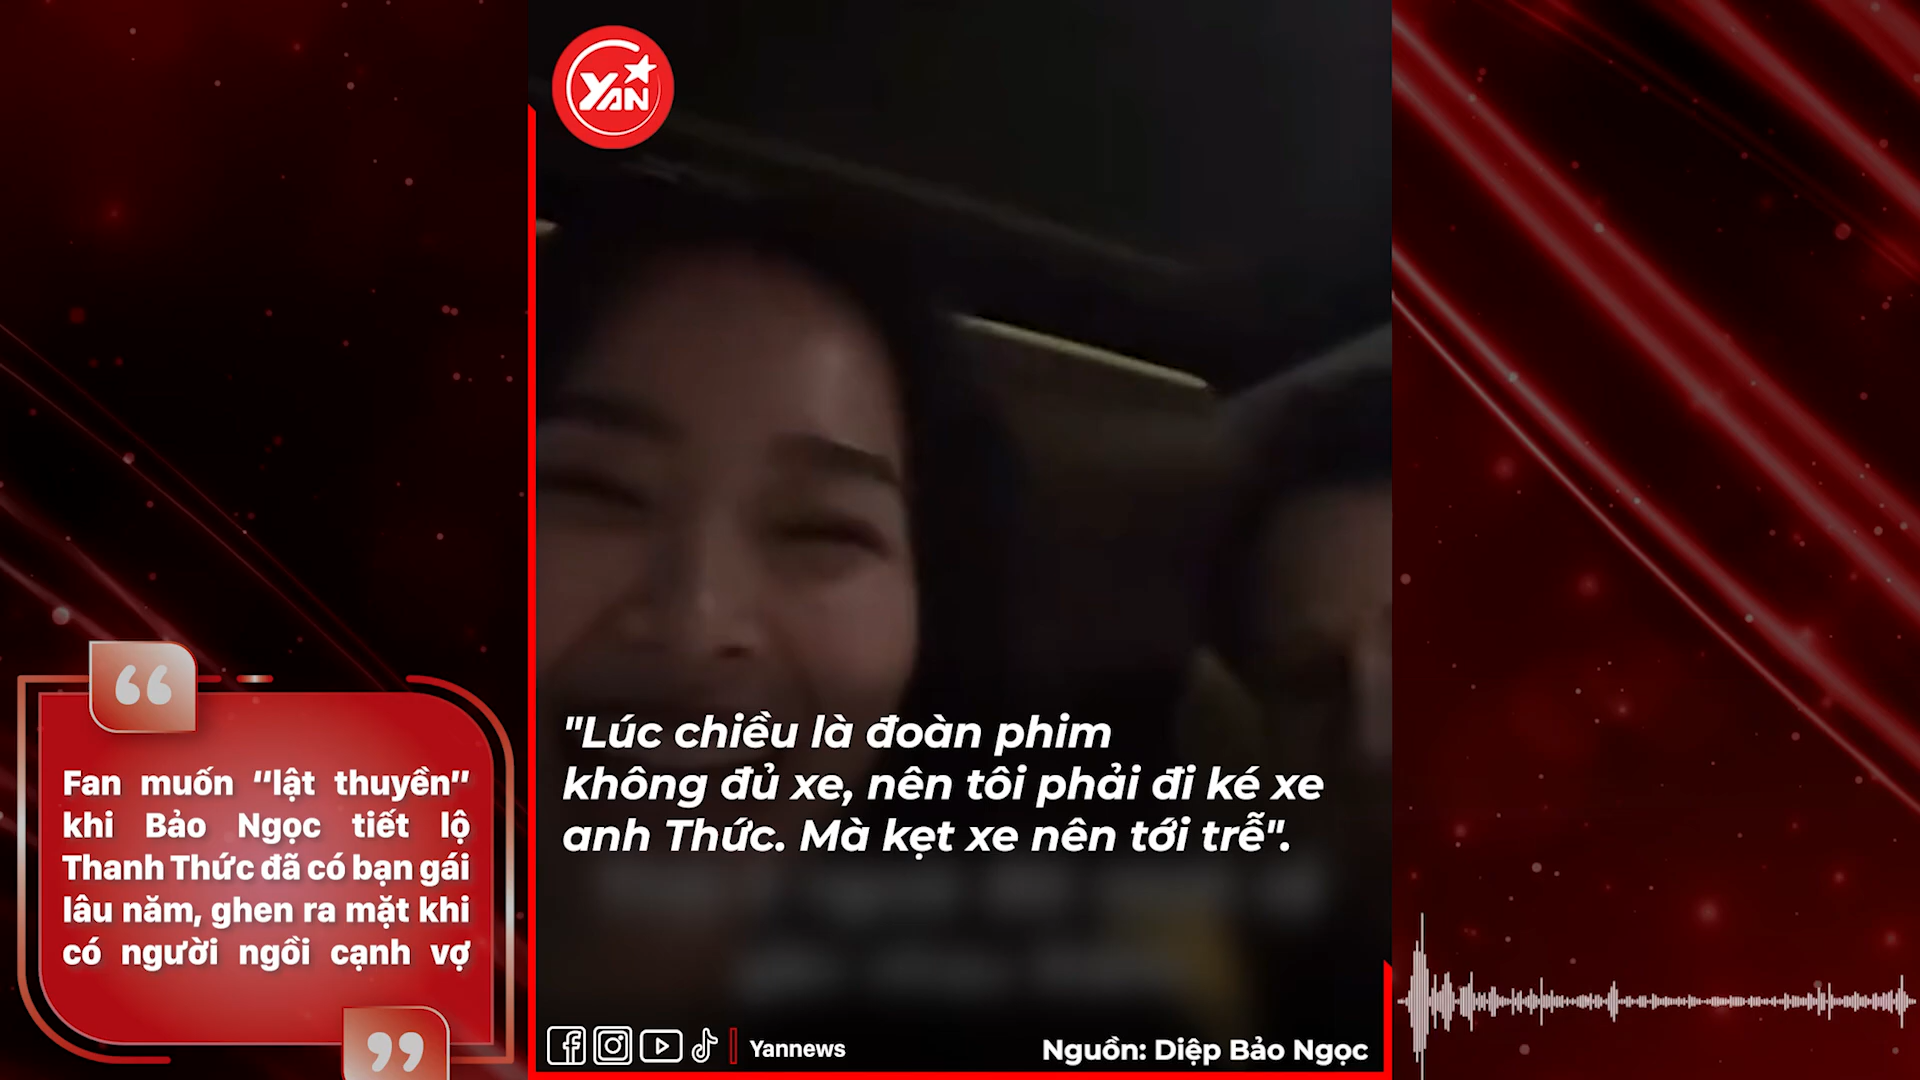 YAN
"Lúc chiều là đoàn phim
không đủ xe, nên tôi phải đi ké xe
anh Thức. Mà kẹt xe nên tới trễ".
Fan muốn “lật thuyền”
khi Bảo Ngọc tiết lộ
Thanh Thức đã có bạn gái
lâu năm, ghen ra mặt khi
có người ngồi cạnh vợ
Yannews
Nguồn: Diệp Bảo Ngọc